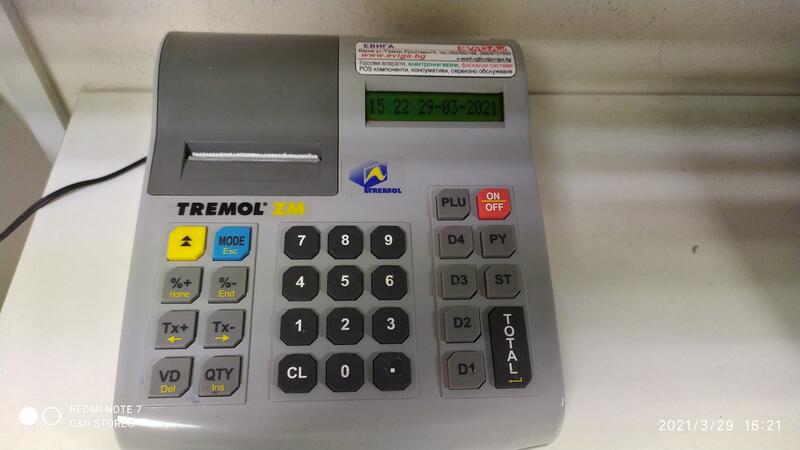 ЕВИГА EVIGA
www.eviga.bg
Касови апарати, електронни везни, фискални системи
POS компоненти, консумативи, сервизно обслужване
15 22 29-03-2021
TREMOL
TREMOL ZM
PLU ON/OFF
MODE Esc 7 8 9 D4 PY
%+ Home %- End 4 5 6 D3 ST
Tx+ ← Tx- → 1 2 3 D2 TOTAL
VD Del QTY Ins CL 0 . D1
REDMI NOTE 7
G&D STORES
2021/3/29 16:21